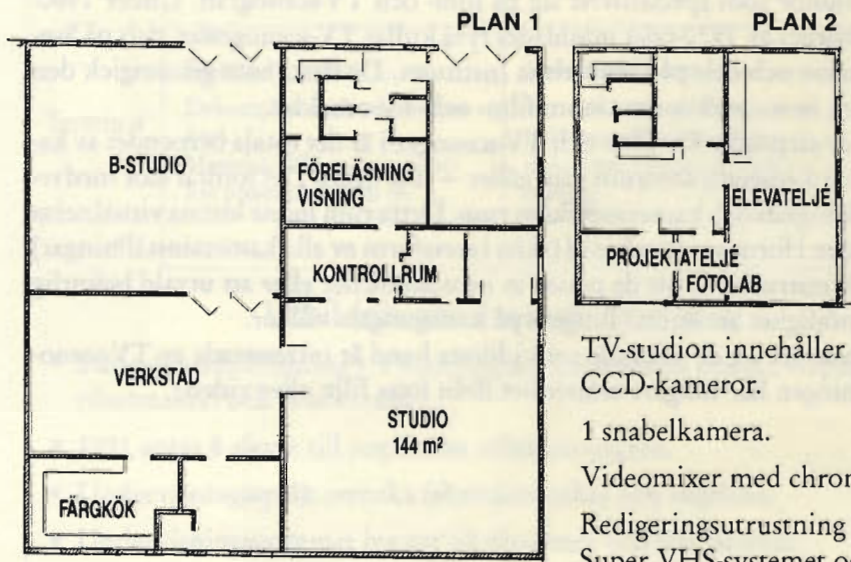 PLAN 1
PLAN 2
B-STUDIO
FÖRELÄSNING
VISNING
KONTROLLRUM
VERKSTAD
STUDIO
144 m²
FÄRGKÖK
ELEVATELJÉ
PROJEKTATELJÉ
FOTOLAB
TV-studion innehåller
CCD-kameror.
1 snabelkamera.
Videomixer med chrom
Redigeringsutrustning
Super-VHS-systemet oc